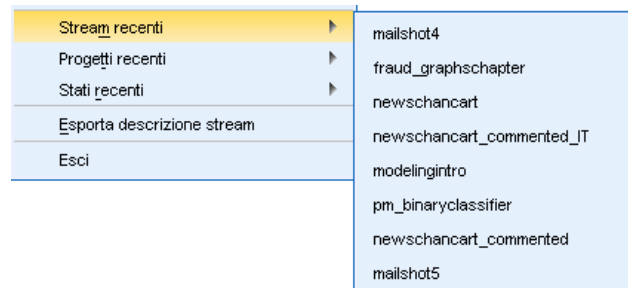 Stream recenti
Progetti recenti
Stati recenti
Esporta descrizione stream
Esci
mailshot4
fraud_graphschapter
newschancart
newschancart_commented_IT
modelingintro
pm_binaryclassifier
newschancart_commented
mailshot5